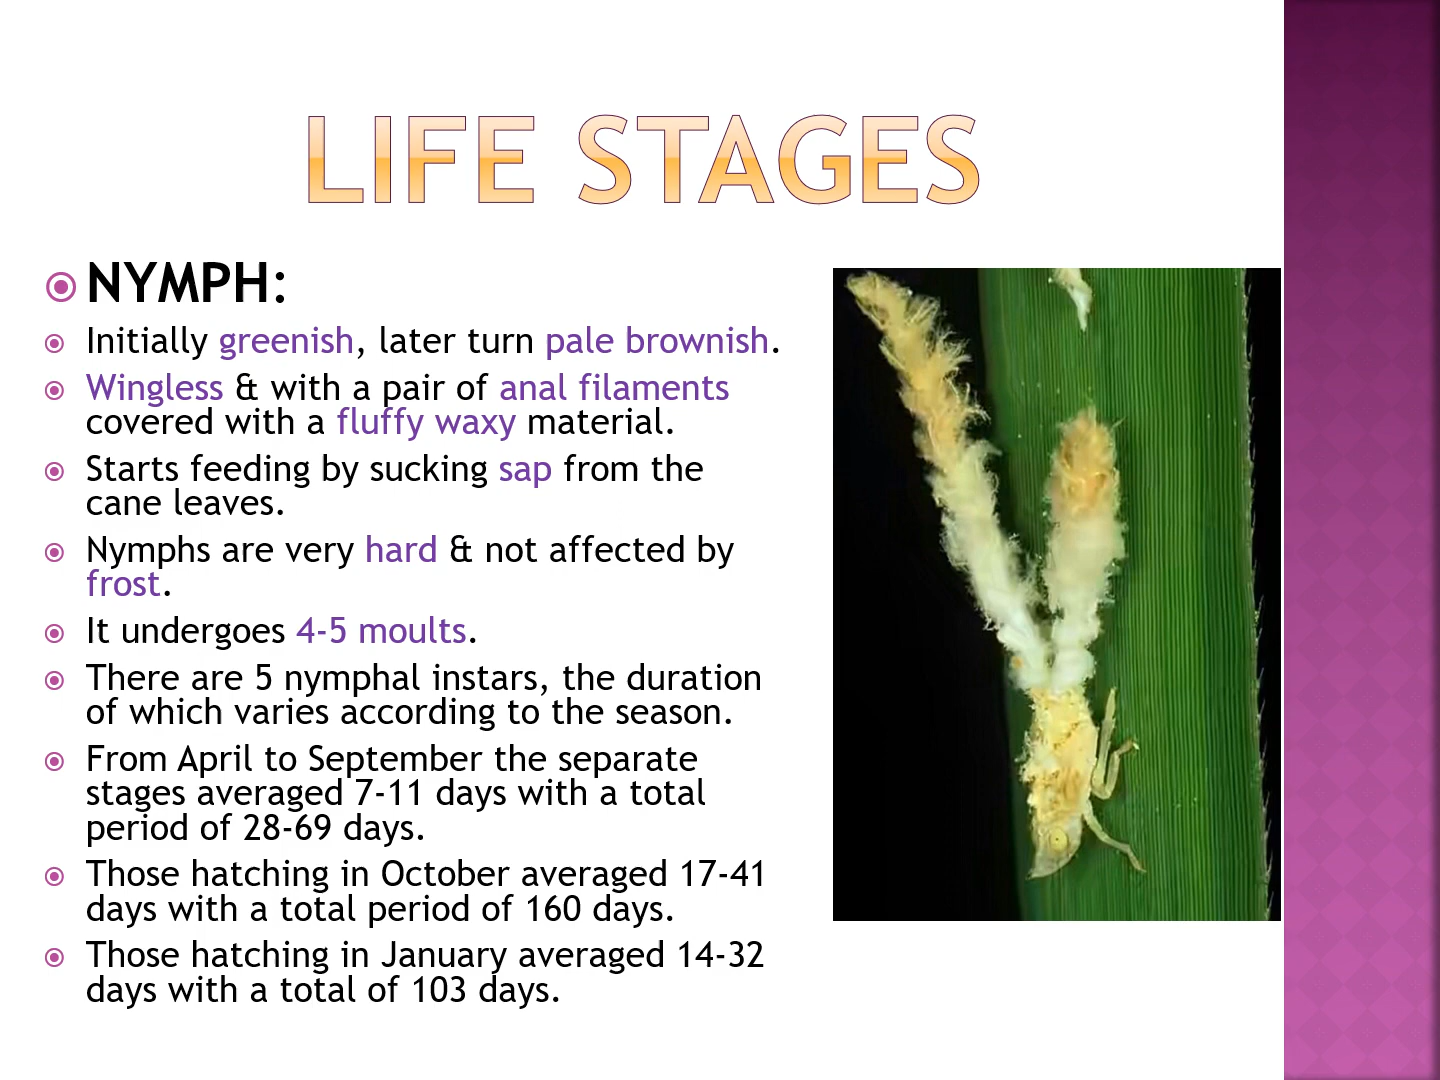 LIFE STAGES
NYMPH:
Initially greenish, later turn pale brownish.
Wingless & with a pair of anal filaments
covered with a fluffy waxy material.
Starts feeding by sucking sap from the
cane leaves.
Nymphs are very hard & not affected by
frost.
It undergoes 4-5 moults.
There are 5 nymphal instars, the duration
of which varies according to the season.
From April to September the separate
stages averaged 7-11 days with a total
period of 28-69 days.
Those hatching in October averaged 17-41
days with a total period of 160 days.
Those hatching in January averaged 14-32
days with a total of 103 days.